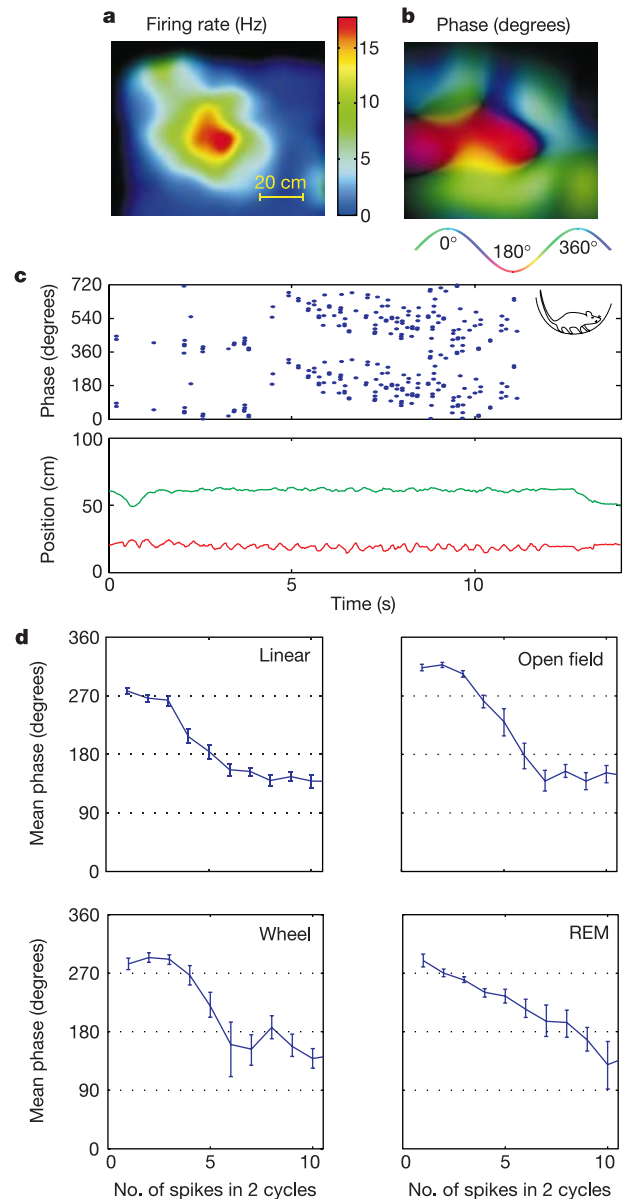 a Firing rate (Hz)
15
10
5
0
20 cm
b Phase (degrees)
0° 180° 360°
c
Phase (degrees)
720
540
360
180
0
Position (cm)
100
50
0
0 5 10
Time (s)
d
Mean phase (degrees)
360
270
180
90
0
Linear
Open field
Mean phase (degrees)
360
270
180
90
0
Wheel
REM
0 5 10
0 5 10
No. of spikes in 2 cycles
No. of spikes in 2 cycles